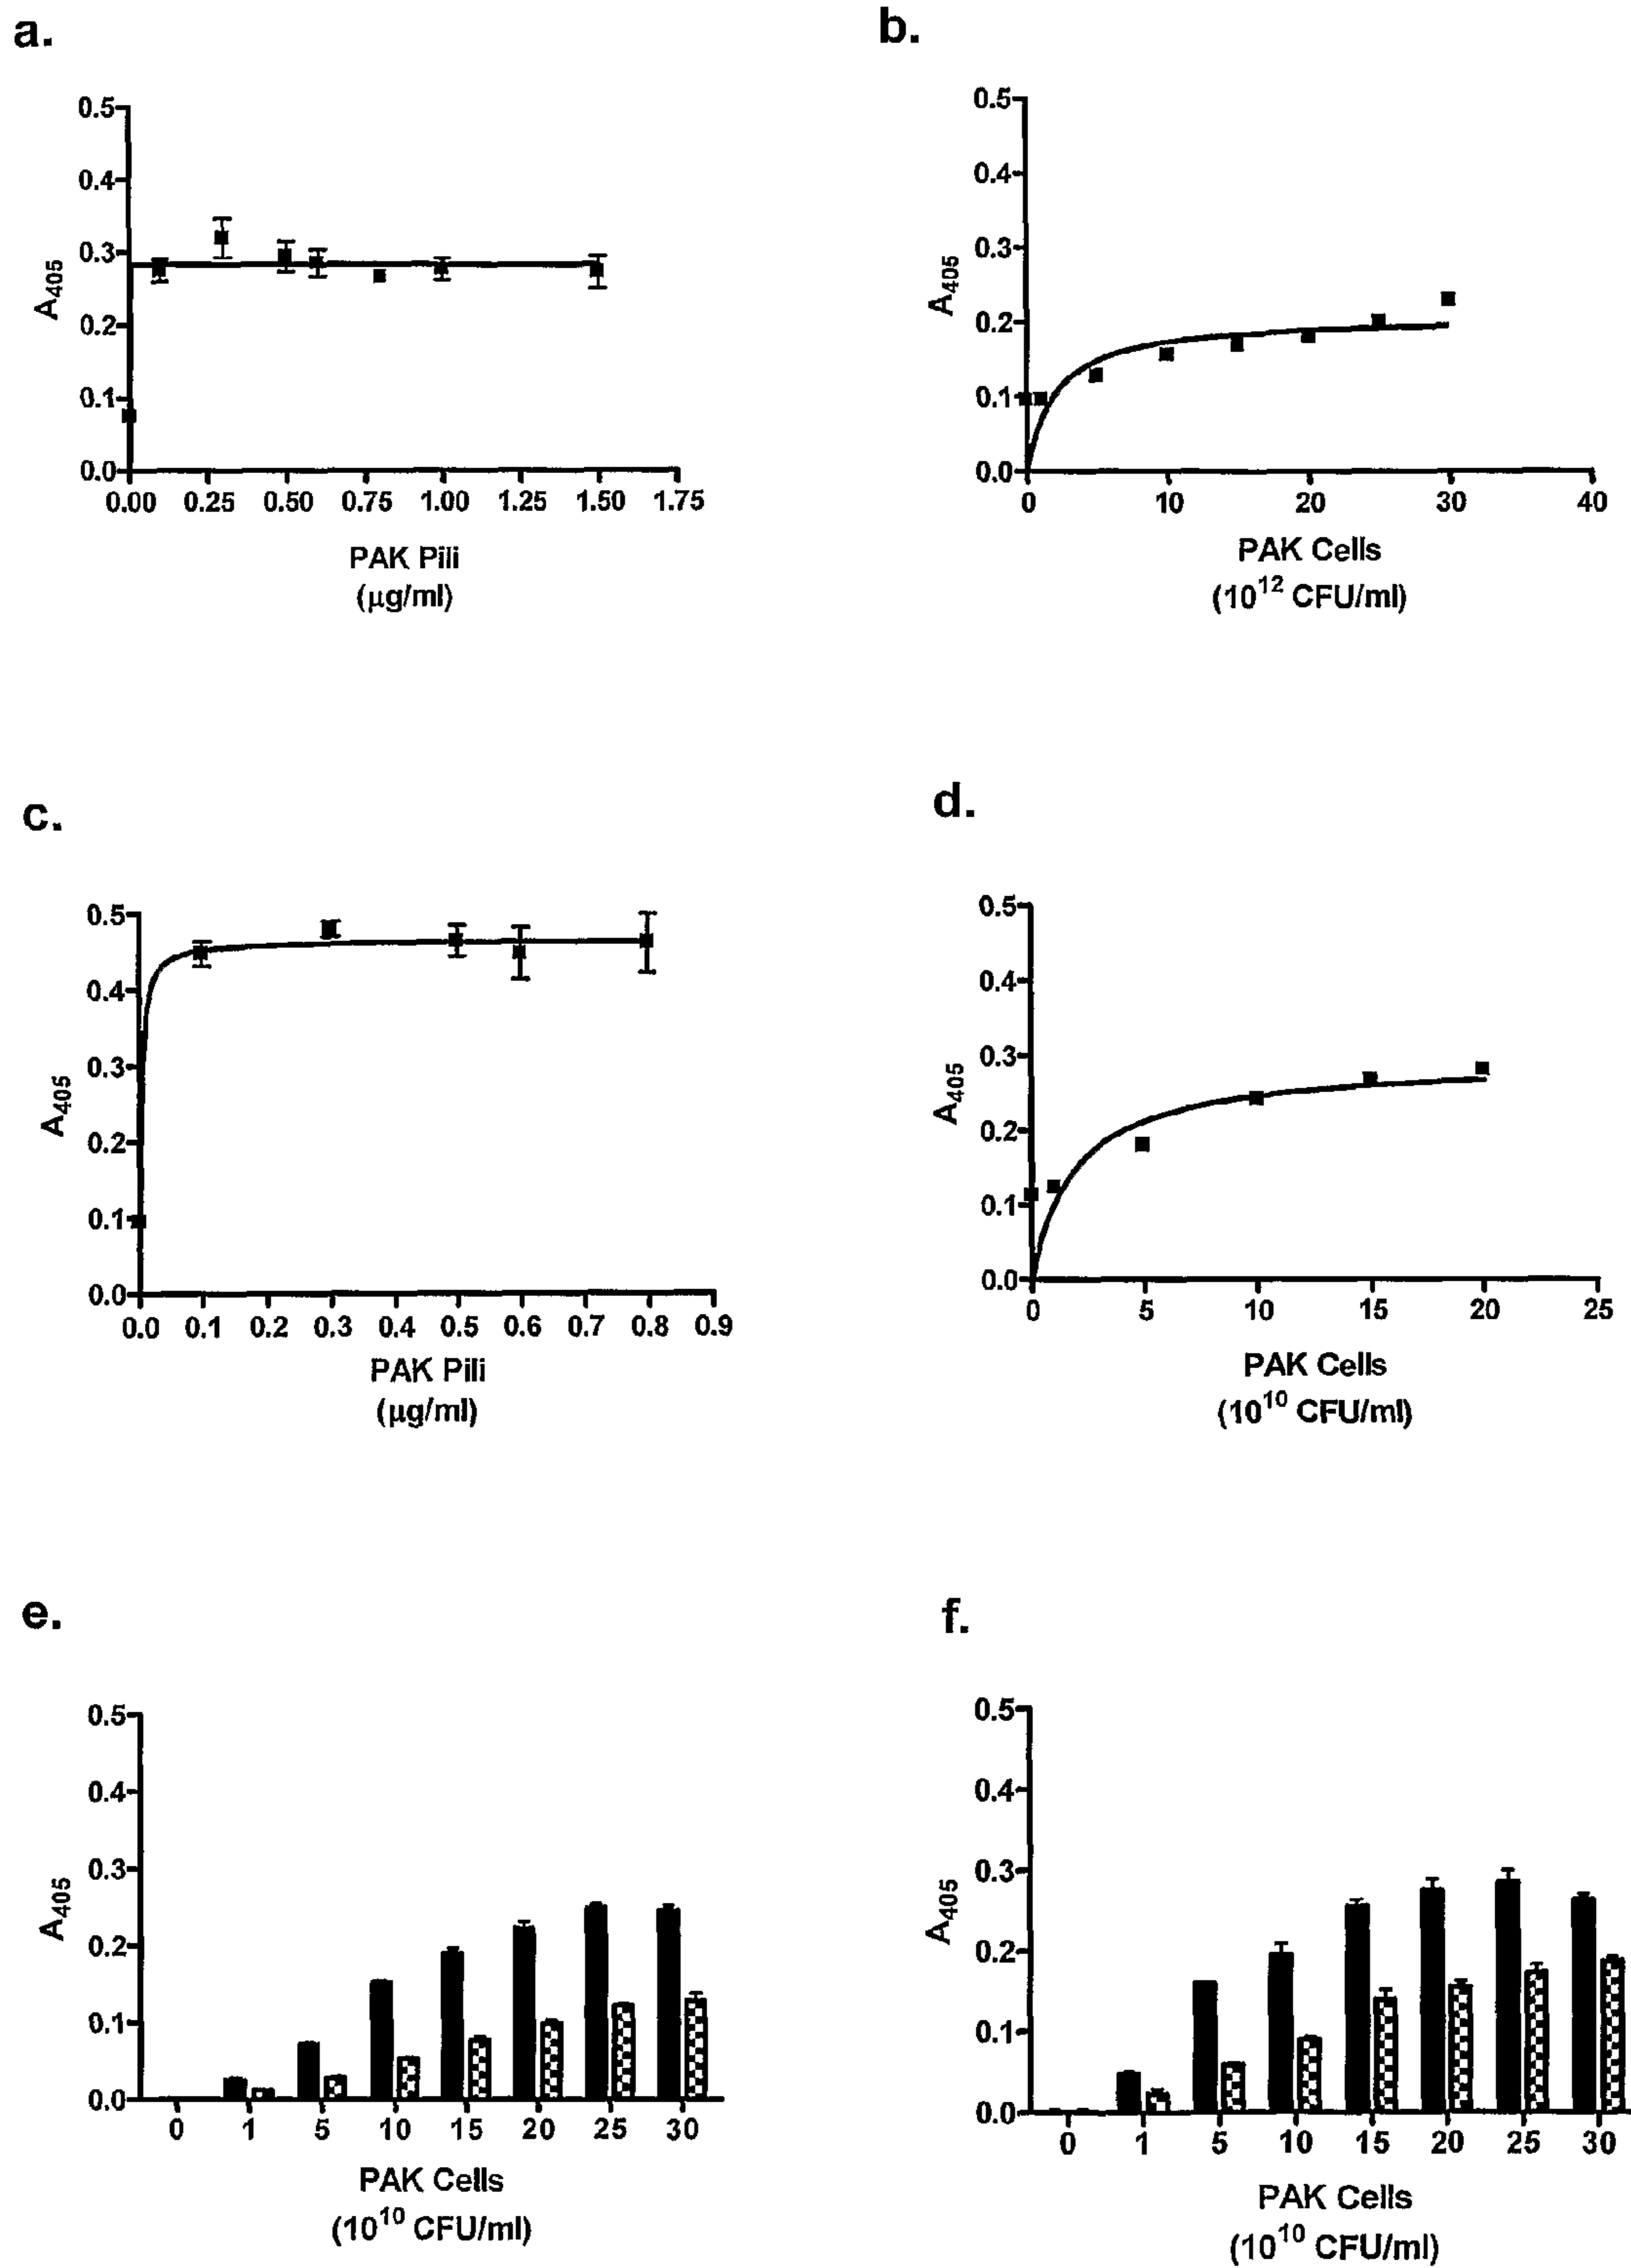 a.
0.5
0.4
0.3
0.2
0.1
0.0
A405
0.00 0.25 0.50 0.75 1.00 1.25 1.50 1.75
PAK Pili
(µg/ml)
b.
0.5
0.4
0.3
0.2
0.1
0.0
A405
0 10 20 30 40
PAK Cells
(10^12 CFU/ml)
c.
0.5
0.4
0.3
0.2
0.1
0.0
A405
0.0 0.1 0.2 0.3 0.4 0.5 0.6 0.7 0.8 0.9
PAK Pili
(µg/ml)
d.
0.5
0.4
0.3
0.2
0.1
0.0
A405
0 5 10 15 20 25
PAK Cells
(10^10 CFU/ml)
e.
0.5
0.4
0.3
0.2
0.1
0.0
A405
0 1 5 10 15 20 25 30
PAK Cells
(10^10 CFU/ml)
f.
0.5
0.4
0.3
0.2
0.1
0.0
A405
0 1 5 10 15 20 25 30
PAK Cells
(10^10 CFU/ml)